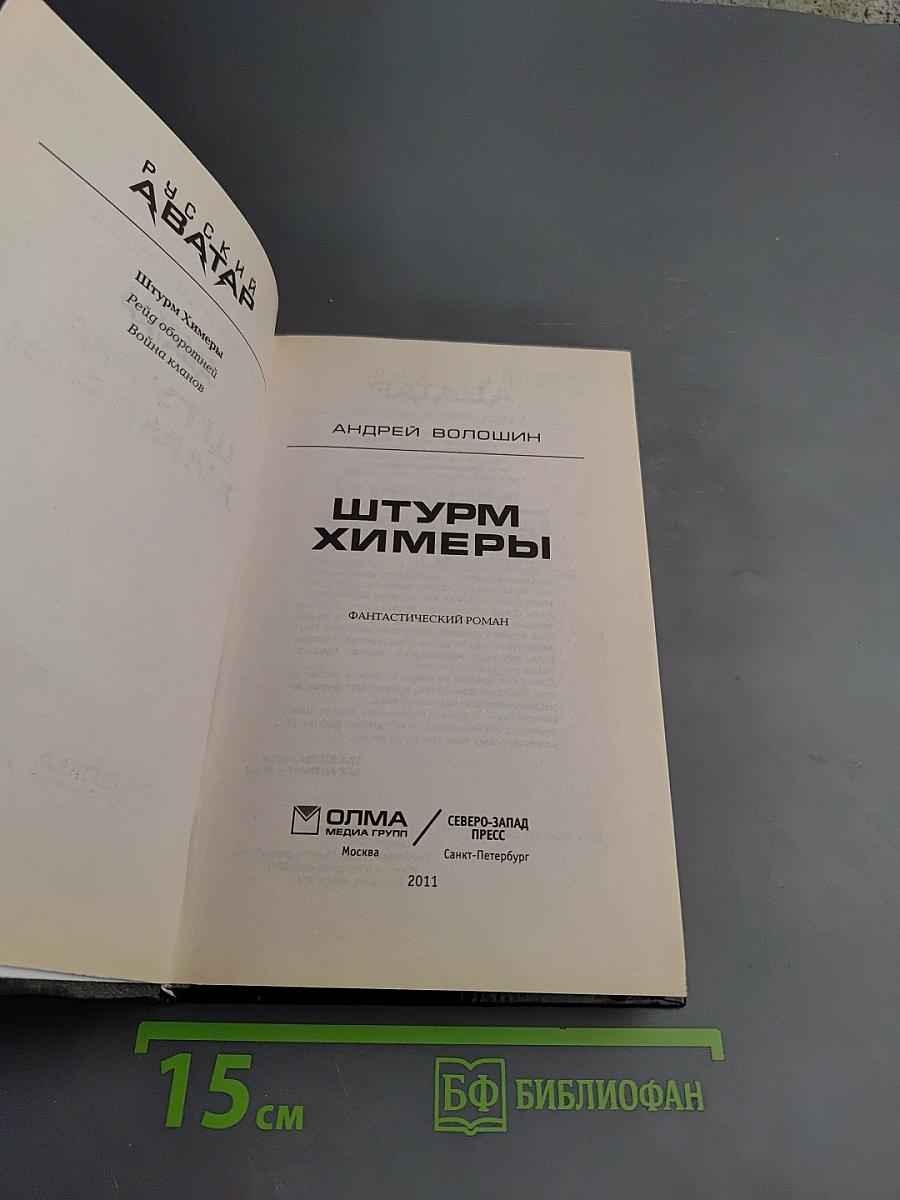 РУССКИЙ
АВАТАР
Штурм Химеры
Рейд оборотней
Война кланов
АНДРЕЙ ВОЛОШИН
ШТУРМ
ХИМЕРЫ
ФАНТАСТИЧЕСКИЙ РОМАН
ОЛМА
МЕДИА ГРУПП
Москва
СЕВЕРО-ЗАПАД
ПРЕСС
Санкт-Петербург
2011
15 см
БФ БИБЛИОФАН